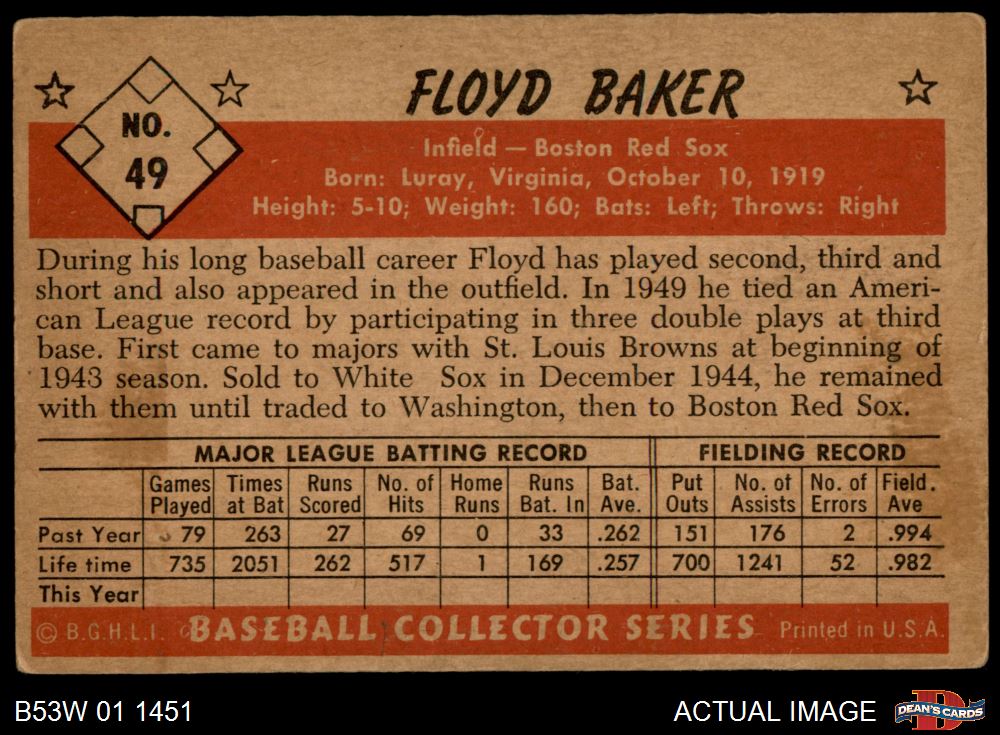 FLOYD BAKER
NO.
49
Infield — Boston Red Sox
Born: Luray, Virginia, October 10, 1919
Height: 5-10; Weight: 160; Bats: Left; Throws: Right
During his long baseball career Floyd has played second, third and
short and also appeared in the outfield. In 1949 he tied an Ameri-
can League record by participating in three double plays at third
base. First came to majors with St. Louis Browns at beginning of
1943 season. Sold to White Sox in December 1944, he remained
with them until traded to Washington, then to Boston Red Sox.
MAJOR LEAGUE BATTING RECORD FIELDING RECORD
Games Times Runs No. of Home Runs Bat. Put No. of No. of Field.
Played at Bat Scored Hits Runs Bat. In Ave. Outs Assists Errors Ave
Past Year 79 263 27 69 0 33 .262 151 176 2 .994
Life time 735 2051 262 517 1 169 .257 700 1241 52 .982
This Year
© B.G.H.L.I. BASEBALL COLLECTOR SERIES Printed in U.S.A.
B53W 01 1451 ACTUAL IMAGE DEAN'S CARDS